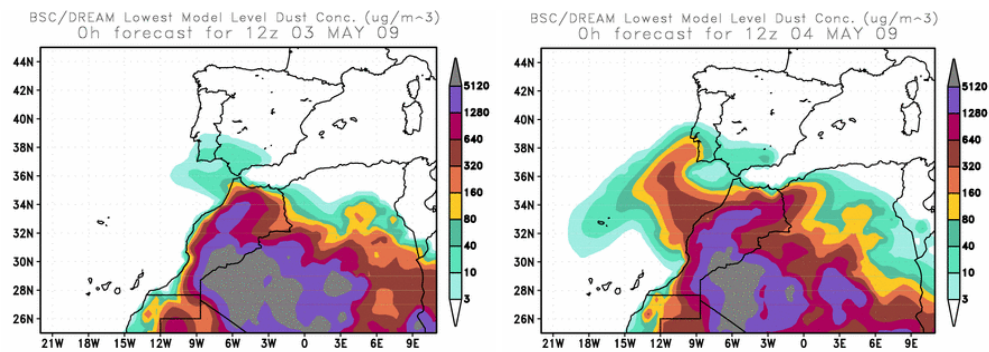 BSC/DREAM Lowest Model Level Dust Conc. (ug/m^3)
0h forecast for 12z 03 MAY 09
44N
42N
40N
38N
36N
34N
32N
30N
28N
26N
21W 18W 15W 12W 9W 6W 3W 0 3E 6E 9E
5120
1280
640
320
160
80
40
10
3
BSC/DREAM Lowest Model Level Dust Conc. (ug/m^3)
0h forecast for 12z 04 MAY 09
44N
42N
40N
38N
36N
34N
32N
30N
28N
26N
21W 18W 15W 12W 9W 6W 3W 0 3E 6E 9E
5120
1280
640
320
160
80
40
10
3